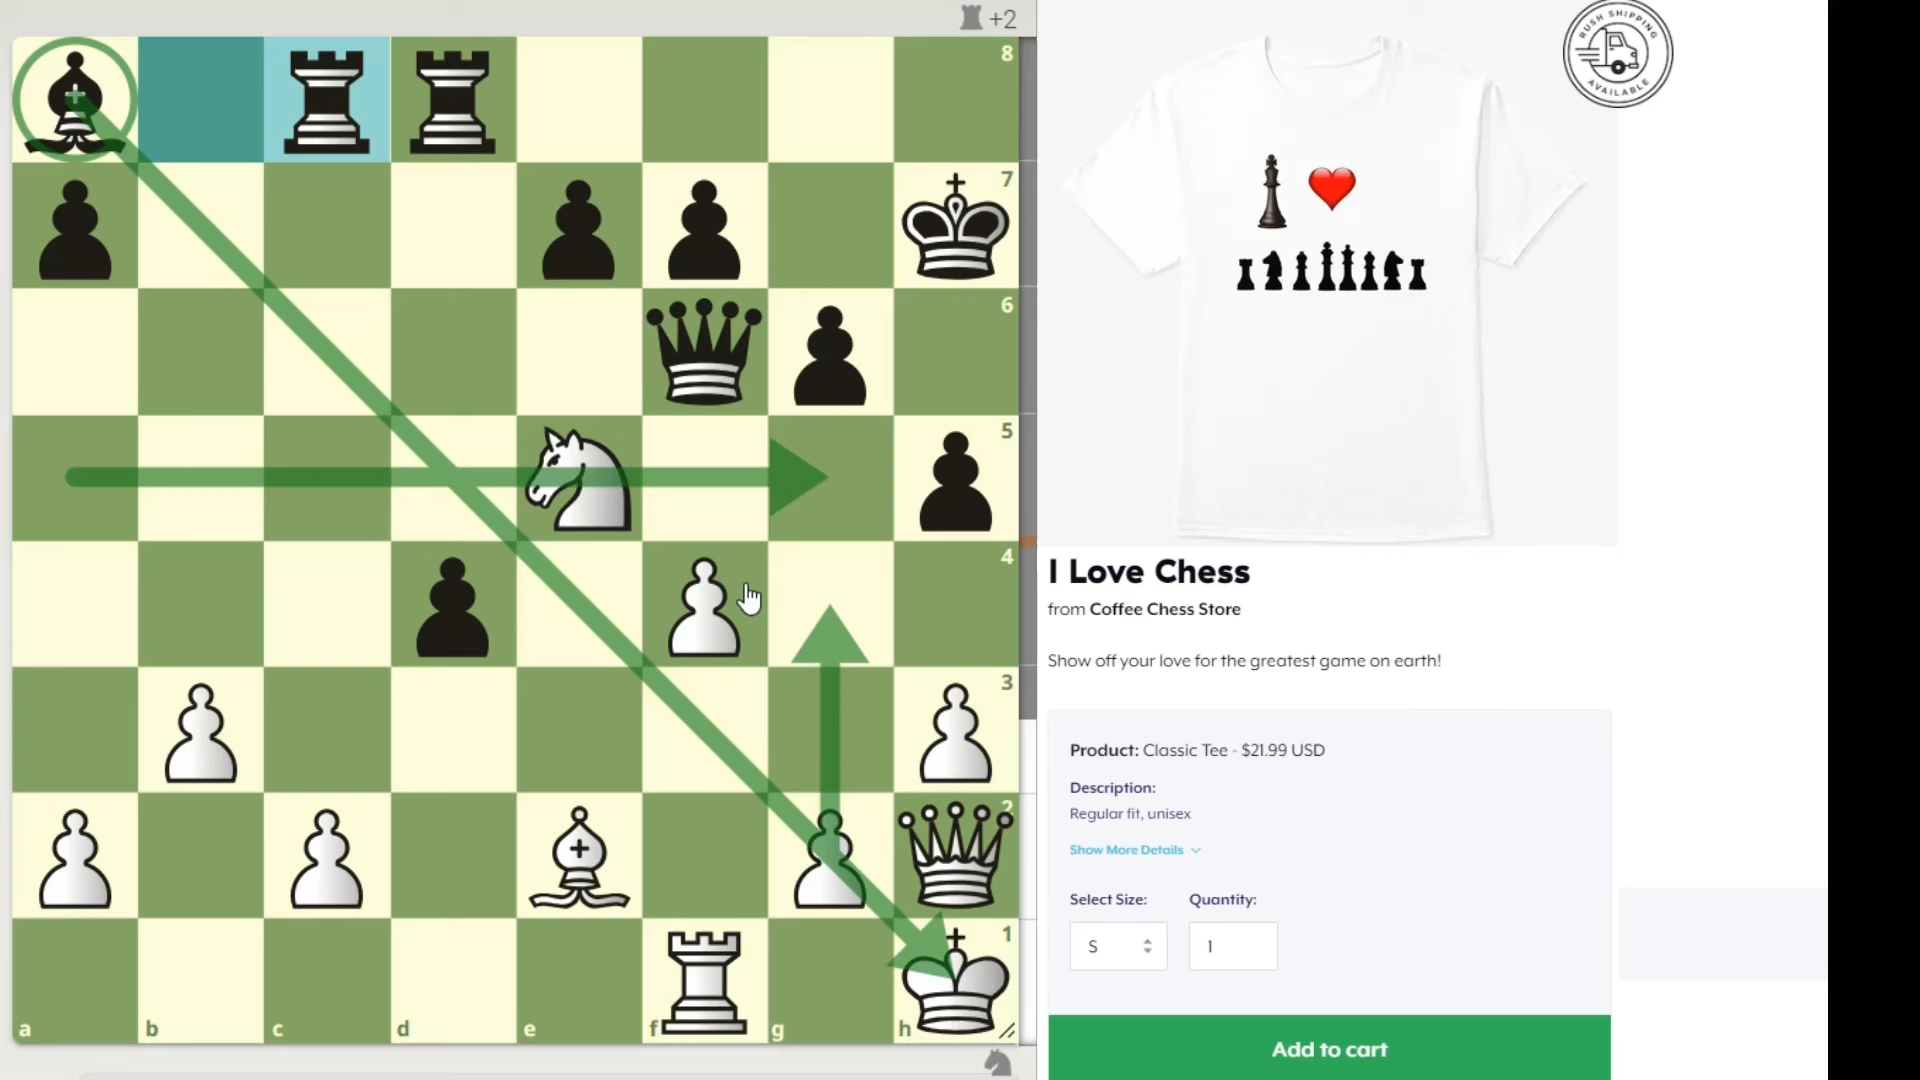 +2
8
7
6
5
4
3
2
1
a b c d e f g h
RUSH SHIPPING
AVAILABLE
I Love Chess
from Coffee Chess Store
Show off your love for the greatest game on earth!
Product: Classic Tee - $21.99 USD
Description:
Regular fit, unisex
Show More Details
Select Size: Quantity:
S 1
Add to cart